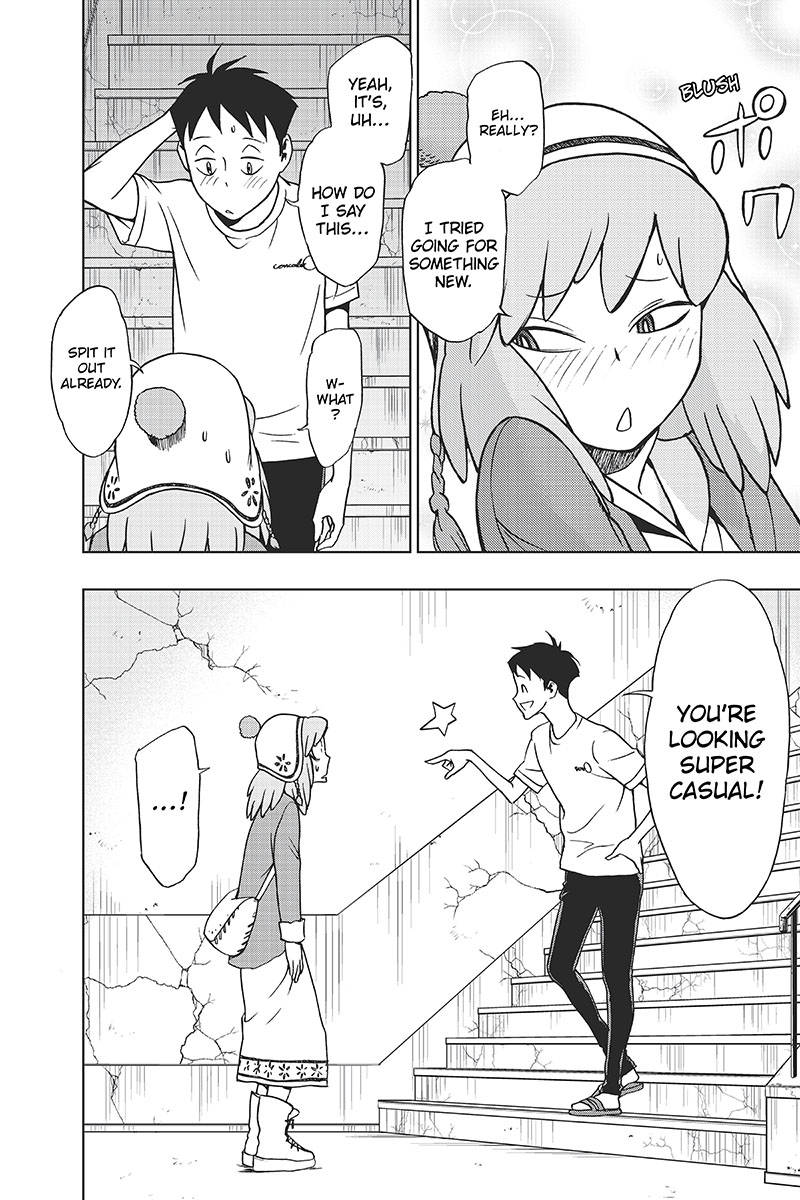 BLUSH
ポ
ワ
EH...
REALLY?
I TRIED
GOING FOR
SOMETHING
NEW.
YEAH,
IT'S,
UH...
HOW DO
I SAY
THIS...
W-
WHAT
?
SPIT IT
OUT
ALREADY.
YOU'RE
LOOKING
SUPER
CASUAL!
...!